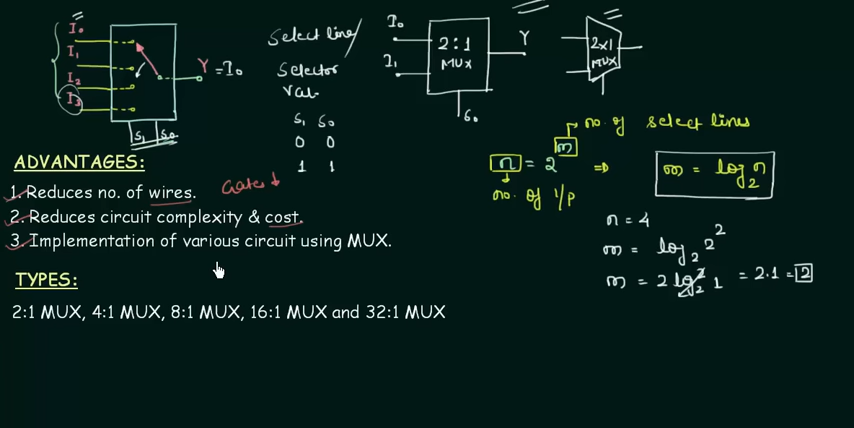 I₀
I₁
I₂
I₃
Y = I₀
S₁ S₀
Select line/
Selector
Var.
S₁ S₀
0 0
1 1
I₀
I₁
2:1
MUX
Y
S₀
2x1
MUX
no. of select lines
n = 2^m ⇒ m = log₂ n
no. of i/p
n = 4
m = log₂ 2²
m = 2 log₂ 2 1 = 2.1 = 2
ADVANTAGES:
1. Reduces no. of wires. Gates ↓
2. Reduces circuit complexity & cost.
3. Implementation of various circuit using MUX.
TYPES:
2:1 MUX, 4:1 MUX, 8:1 MUX, 16:1 MUX and 32:1 MUX